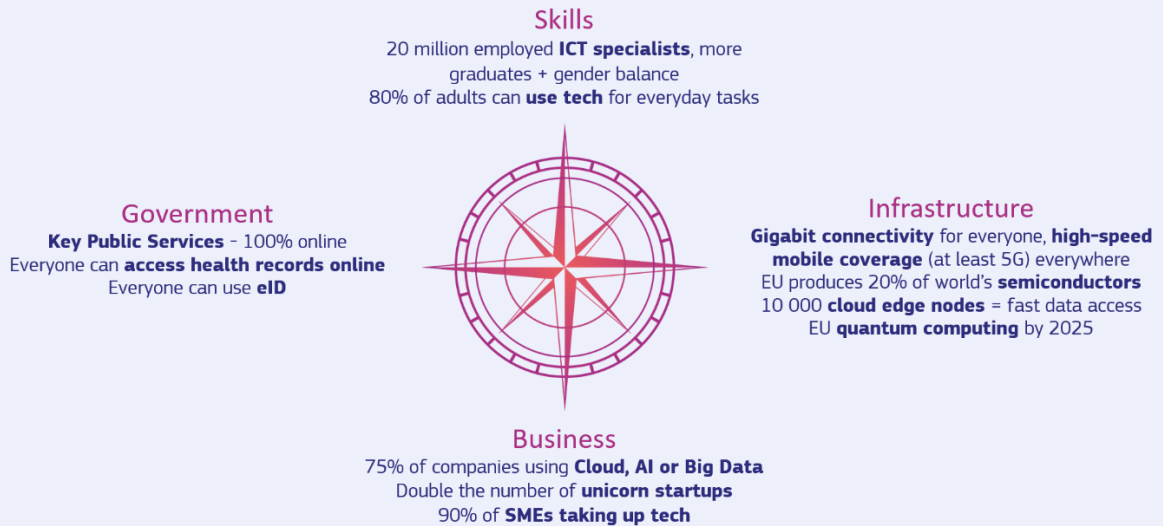 Skills
20 million employed ICT specialists, more
graduates + gender balance
80% of adults can use tech for everyday tasks
Government
Key Public Services - 100% online
Everyone can access health records online
Everyone can use eID
Infrastructure
Gigabit connectivity for everyone, high-speed
mobile coverage (at least 5G) everywhere
EU produces 20% of world's semiconductors
10 000 cloud edge nodes = fast data access
EU quantum computing by 2025
Business
75% of companies using Cloud, AI or Big Data
Double the number of unicorn startups
90% of SMEs taking up tech